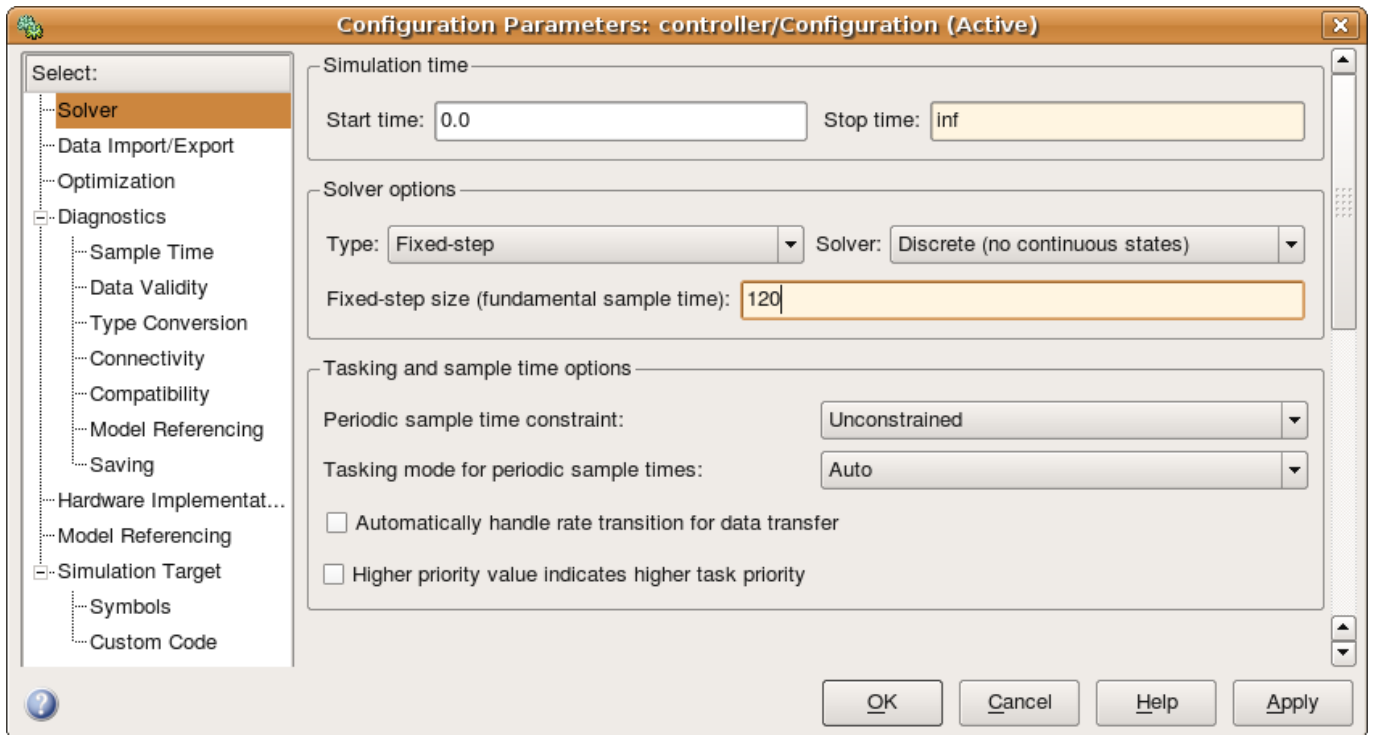 Configuration Parameters: controller/Configuration (Active)
Select:
Solver
Data Import/Export
Optimization
Diagnostics
Sample Time
Data Validity
Type Conversion
Connectivity
Compatibility
Model Referencing
Saving
Hardware Implementat...
Model Referencing
Simulation Target
Symbols
Custom Code
Simulation time
Start time: 0.0 Stop time: inf
Solver options
Type: Fixed-step Solver: Discrete (no continuous states)
Fixed-step size (fundamental sample time): 120
Tasking and sample time options
Periodic sample time constraint: Unconstrained
Tasking mode for periodic sample times: Auto
Automatically handle rate transition for data transfer
Higher priority value indicates higher task priority
? OK Cancel Help Apply